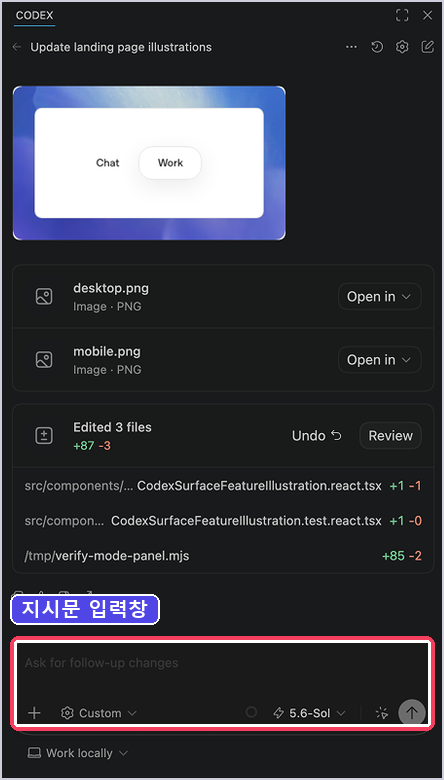 CODEX
Update landing page illustrations
Chat
Work
desktop.png
Image · PNG
Open in
mobile.png
Image · PNG
Open in
Edited 3 files
+87 -3
Undo
Review
src/components/... CodexSurfaceFeatureIllustration.react.tsx +1 -1
src/compon... CodexSurfaceFeatureIllustration.test.react.tsx +1 -0
/tmp/verify-mode-panel.mjs +85 -2
지시문 입력창
Ask for follow-up changes
Custom
5.6-Sol
Work locally